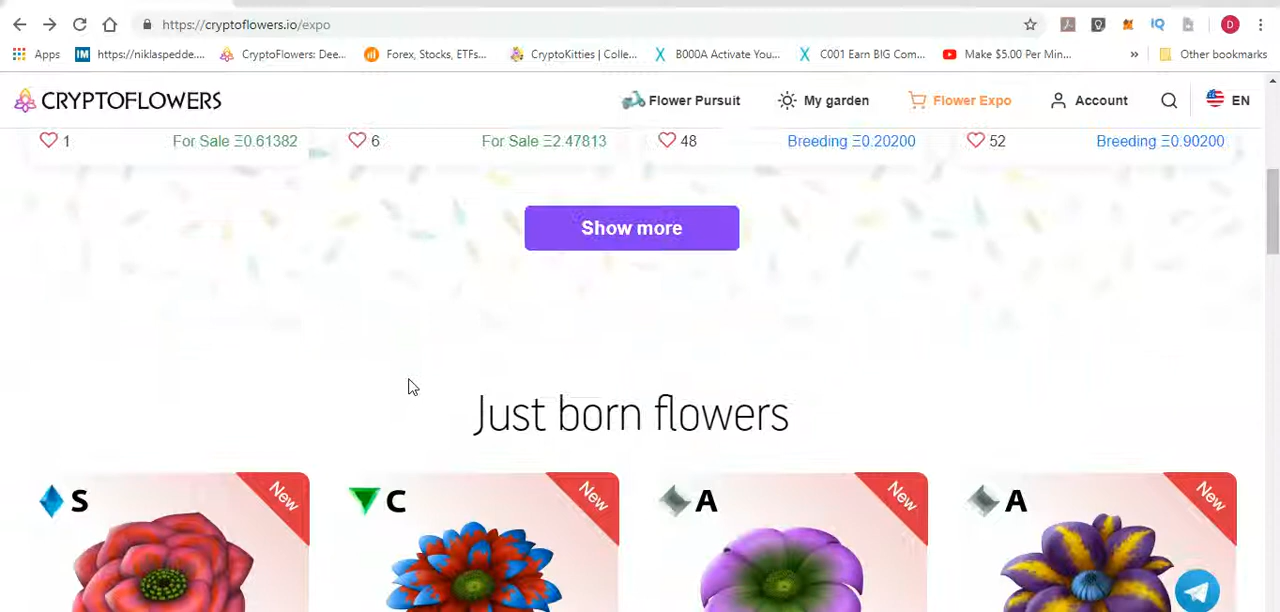 https://cryptoflowers.io/expo
D
Apps https://niklaspedde.... CryptoFlowers: Dee... Forex, Stocks, ETFs... CryptoKitties | Colle... B000A Activate You... C001 Earn BIG Com... Make $5.00 Per Min... » Other bookmarks
CRYPTOFLOWERS Flower Pursuit My garden Flower Expo Account EN
1 For Sale Ξ0.61382 6 For Sale Ξ2.47813 48 Breeding Ξ0.20200 52 Breeding Ξ0.90200
Show more
Just born flowers
S New C New A New A New